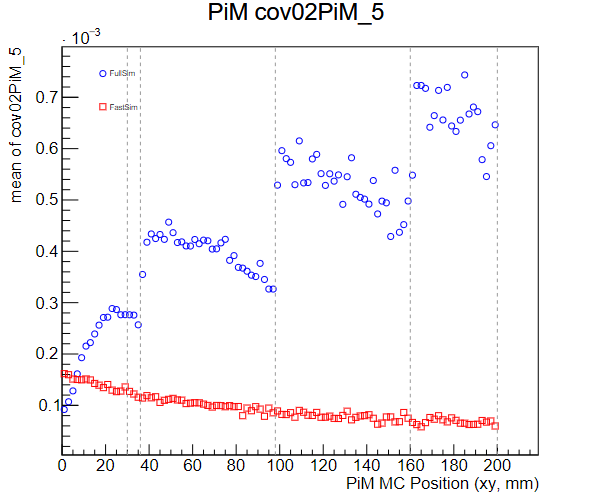 PiM cov02PiM_5
×10⁻³
mean of cov02PiM_5
FullSim
FastSim
0.7
0.6
0.5
0.4
0.3
0.2
0.1
0 20 40 60 80 100 120 140 160 180 200
PiM MC Position (xy, mm)